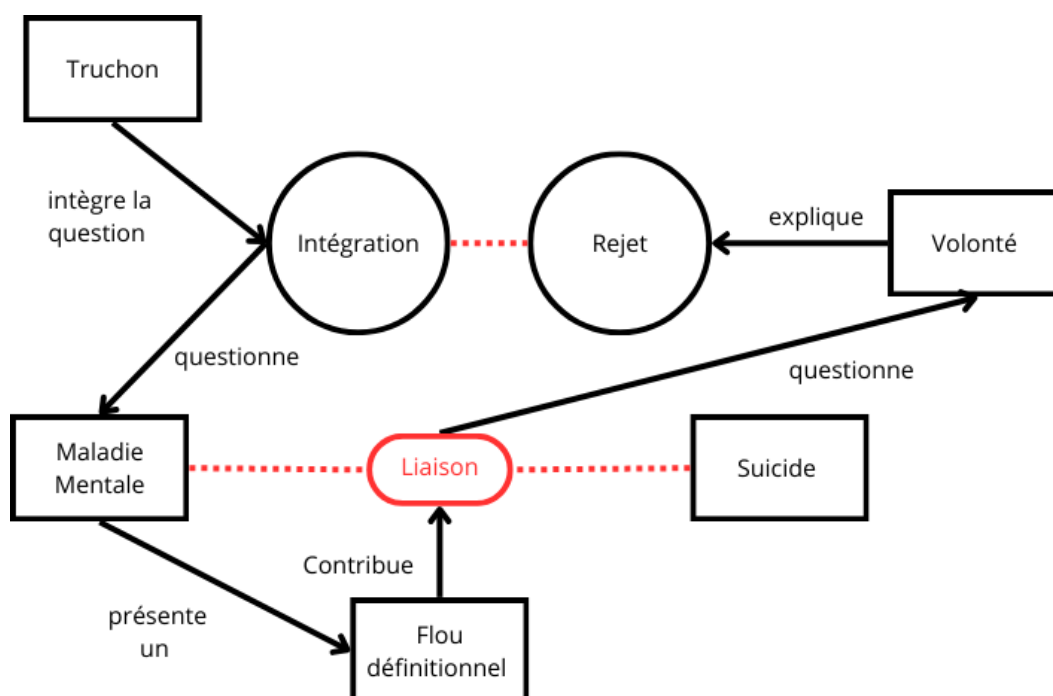 Truchon
intègre la
question
Intégration
Rejet
explique
Volonté
questionne
questionne
Maladie
Mentale
Liaison
Suicide
Contribue
présente
un
Flou
définitionnel